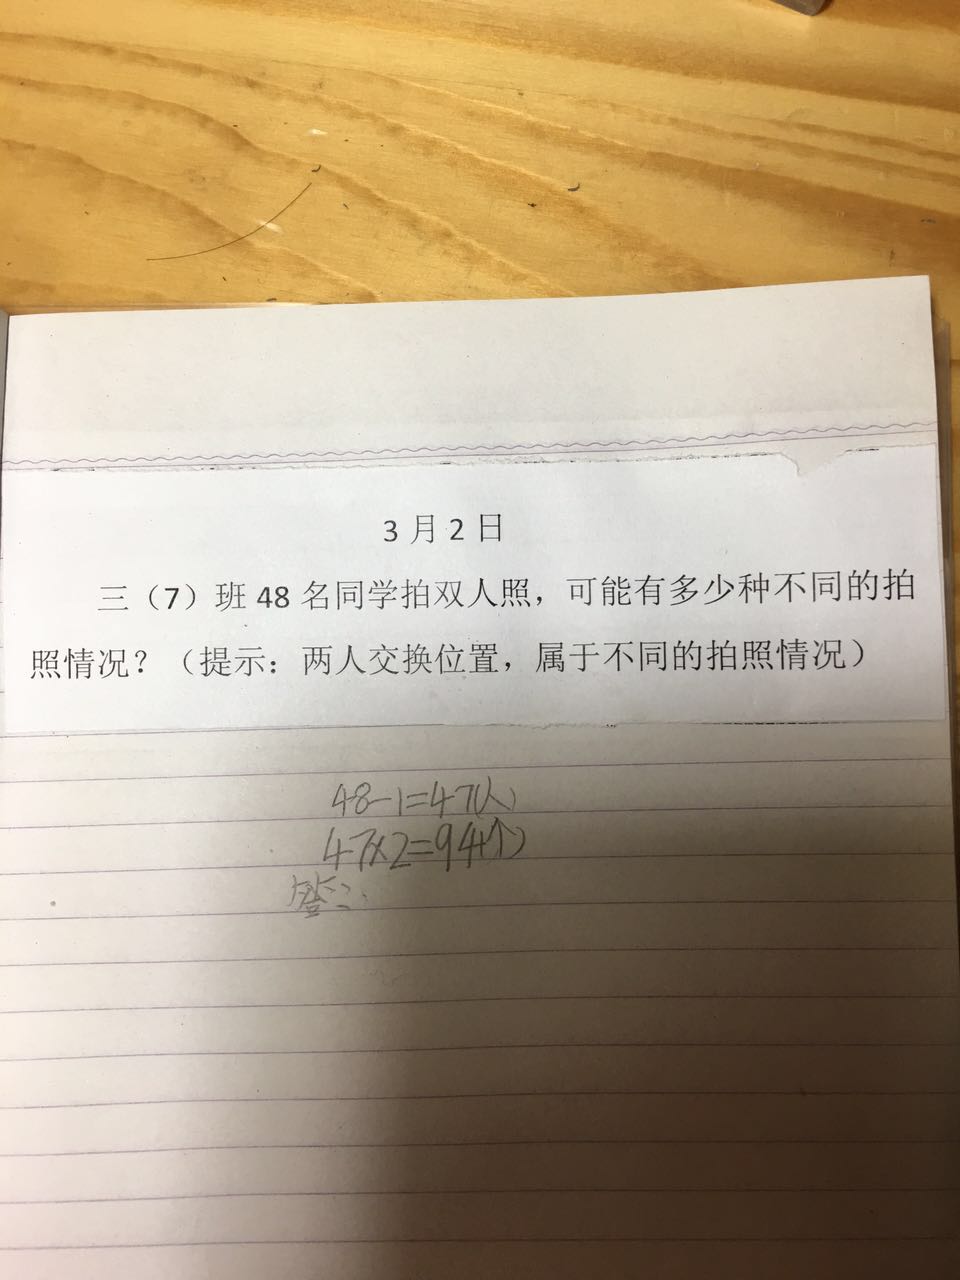 3月2日
三（7）班48名同学拍双人照，可能有多少种不同的拍
照情况？（提示：两人交换位置，属于不同的拍照情况）
48-1=47(人)
47×2=94个)
答: